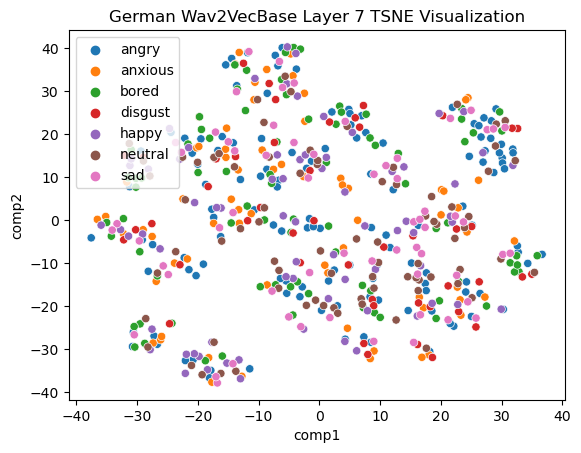 German Wav2VecBase Layer 7 TSNE Visualization
angry
anxious
bored
disgust
happy
neutral
sad
40
30
20
10
0
−10
−20
−30
−40
comp2
−40 −30 −20 −10 0 10 20 30 40
comp1